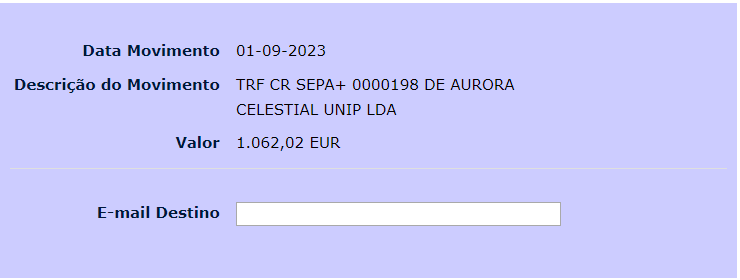 Data Movimento 01-09-2023
Descrição do Movimento TRF CR SEPA+ 0000198 DE AURORA
CELESTIAL UNIP LDA
Valor 1.062,02 EUR
E-mail Destino